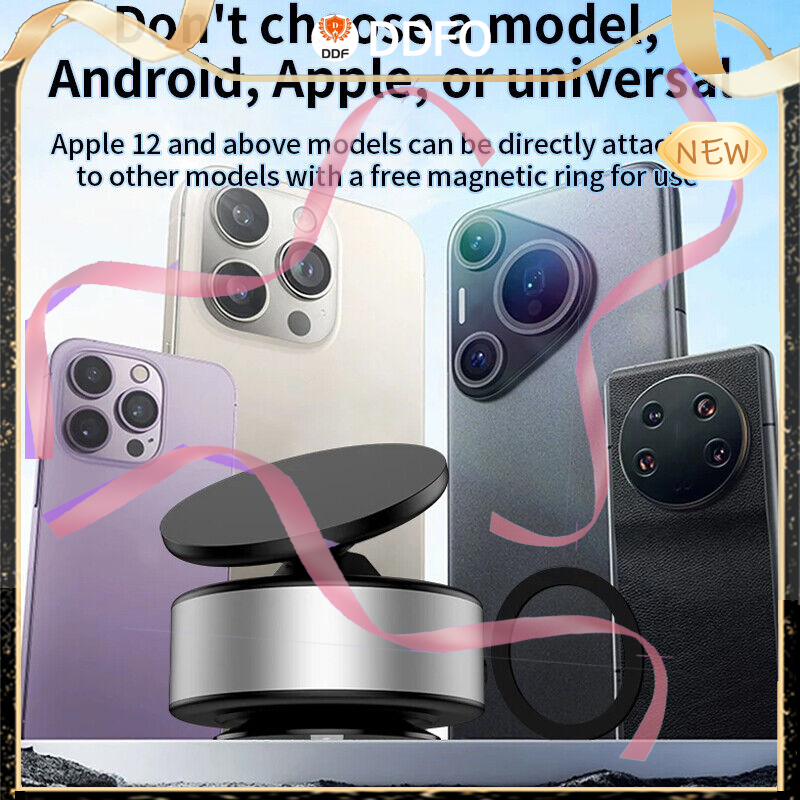 Don't choose a model,
DDF
DDFO
Android, Apple, or universal
Apple 12 and above models can be directly
NEW
to other models with a free magnetic ring for use